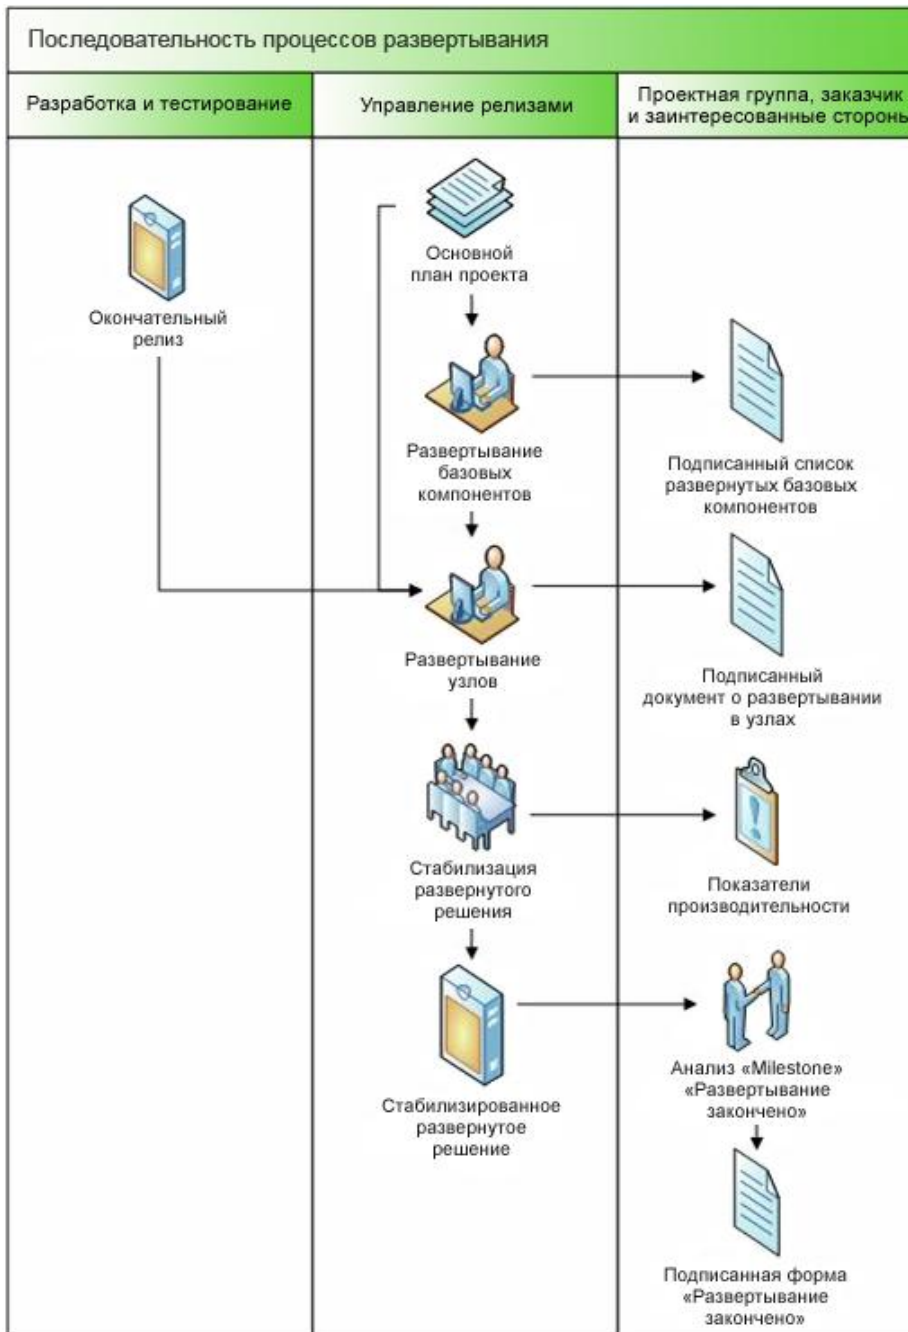 Последовательность процессов развертывания
Разработка и тестирование
Управление релизами
Проектная группа, заказчик
и заинтересованные стороны
Основной
план проекта
Окончательный
релиз
Развертывание
базовых
компонентов
Подписанный список
развернутых базовых
компонентов
Развертывание
узлов
Подписанный
документ о развертывании
в узлах
Стабилизация
развернутого
решения
Показатели
производительности
Стабилизированное
развернутое
решение
Анализ «Milestone»
«Развертывание
закончено»
Подписанная форма
«Развертывание
закончено»